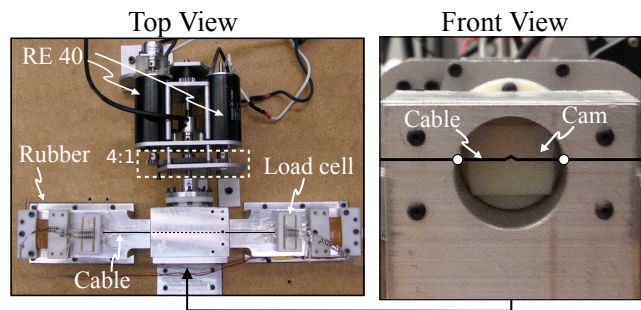 Top View
Front View
RE 40
Cable
Cam
Rubber
4:1
Load cell
Cable